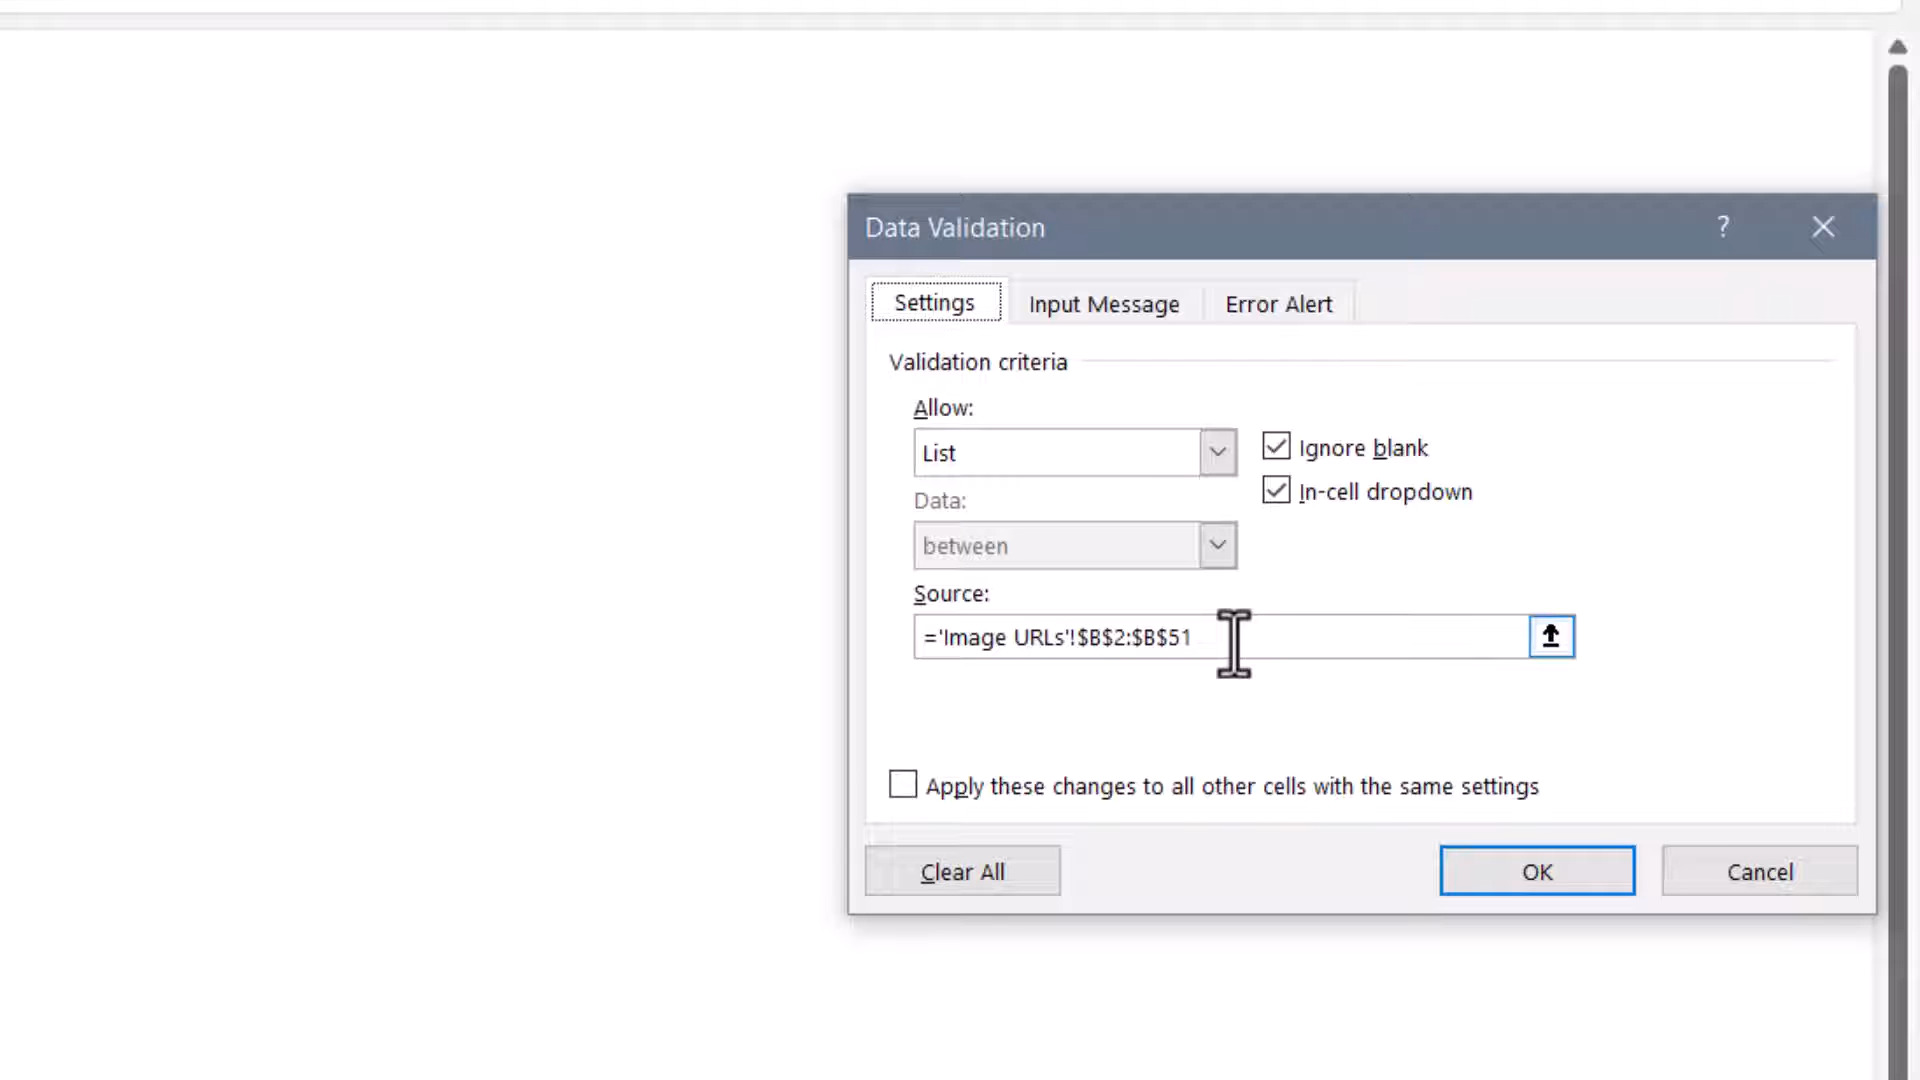 Data Validation ?
Settings Input Message Error Alert
Validation criteria
Allow:
List
Ignore blank
In-cell dropdown
Data:
between
Source:
='Image URLs'!$B$2:$B$51
Apply these changes to all other cells with the same settings
Clear All OK Cancel